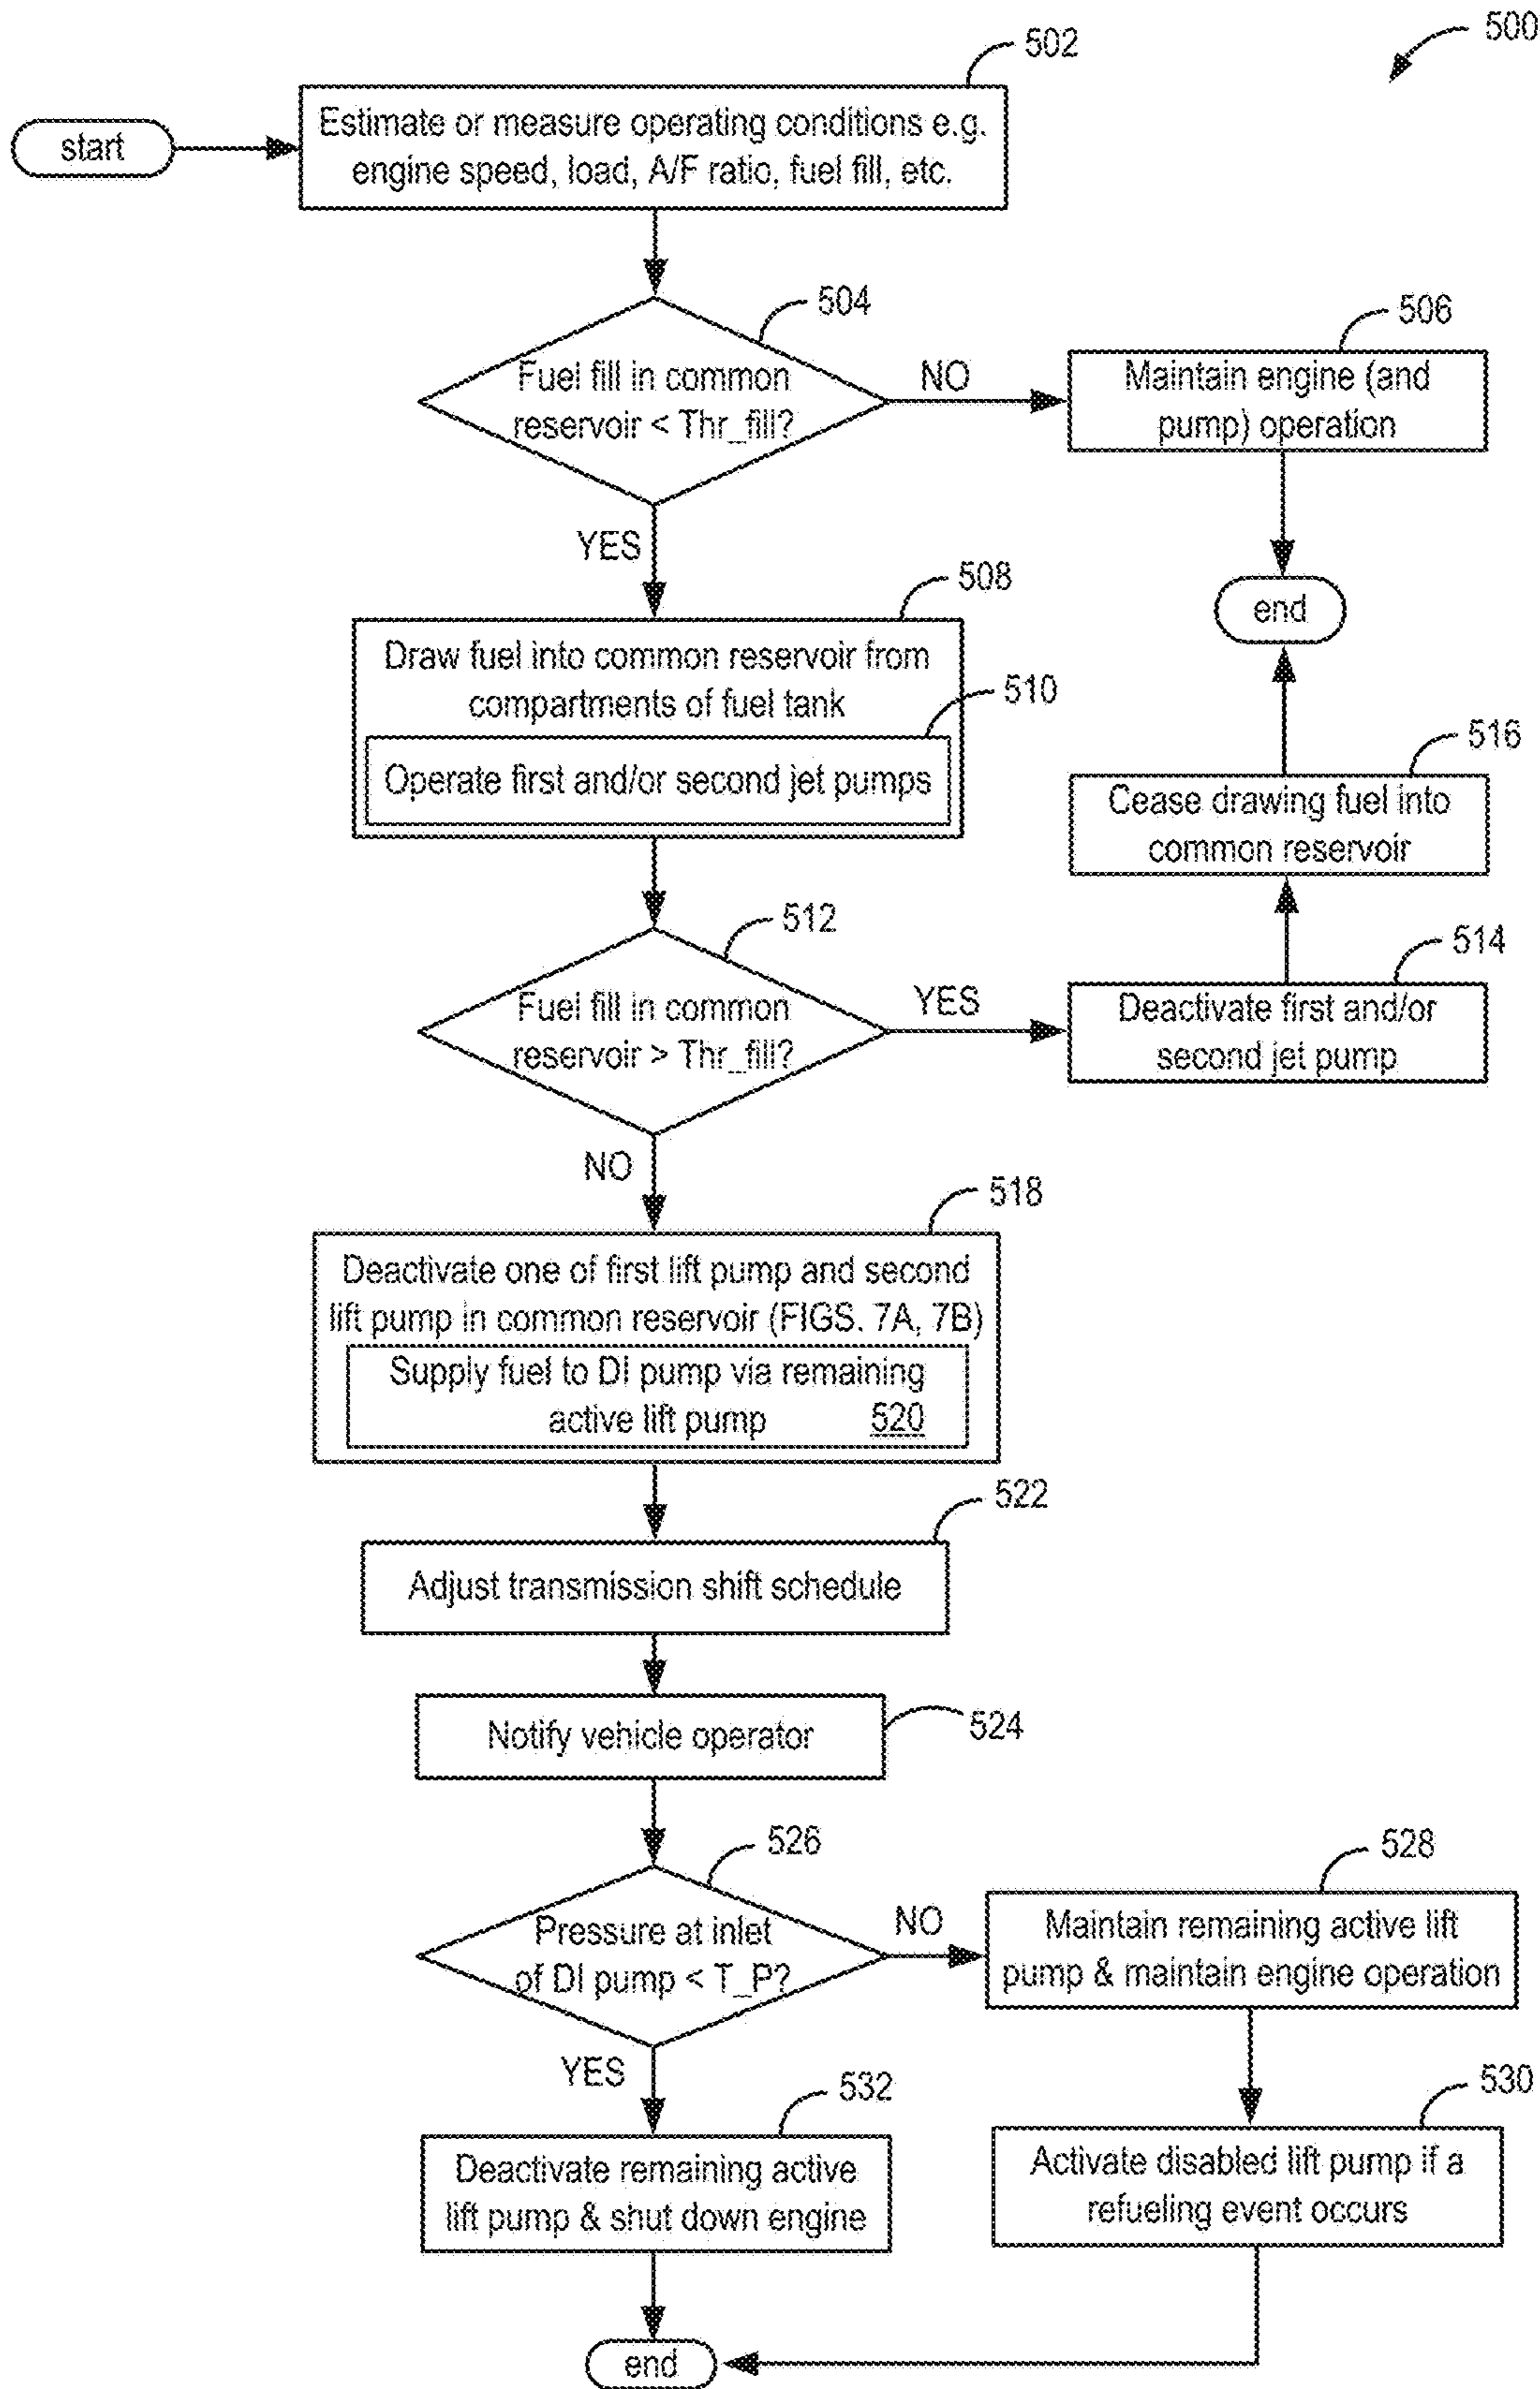 500
502
start
Estimate or measure operating conditions e.g.
engine speed, load, A/F ratio, fuel fill, etc.
504
Fuel fill in common
reservoir < Thr_fill?
NO
506
Maintain engine (and
pump) operation
end
YES
508
Draw fuel into common reservoir from
compartments of fuel tank
510
Operate first and/or second jet pumps
516
Cease drawing fuel into
common reservoir
512
Fuel fill in common
reservoir > Thr_fill?
YES
514
Deactivate first and/or
second jet pump
NO
518
Deactivate one of first lift pump and second
lift pump in common reservoir (FIGS. 7A, 7B)
Supply fuel to DI pump via remaining
active lift pump 520
522
Adjust transmission shift schedule
Notify vehicle operator
524
526
Pressure at inlet
of DI pump < T_P?
NO
528
Maintain remaining active lift
pump & maintain engine operation
YES
532
Deactivate remaining active
lift pump & shut down engine
530
Activate disabled lift pump if a
refueling event occurs
end